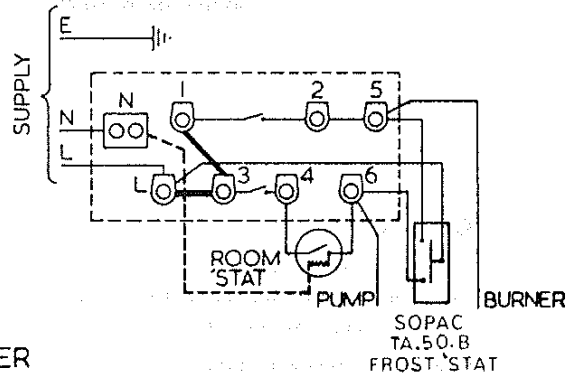 SUPPLY
E
N
L
N
1
2
5
L
3
4
6
ROOM
'STAT
PUMP
BURNER
SOPAC
TA.50.B
FROST 'STAT
ER